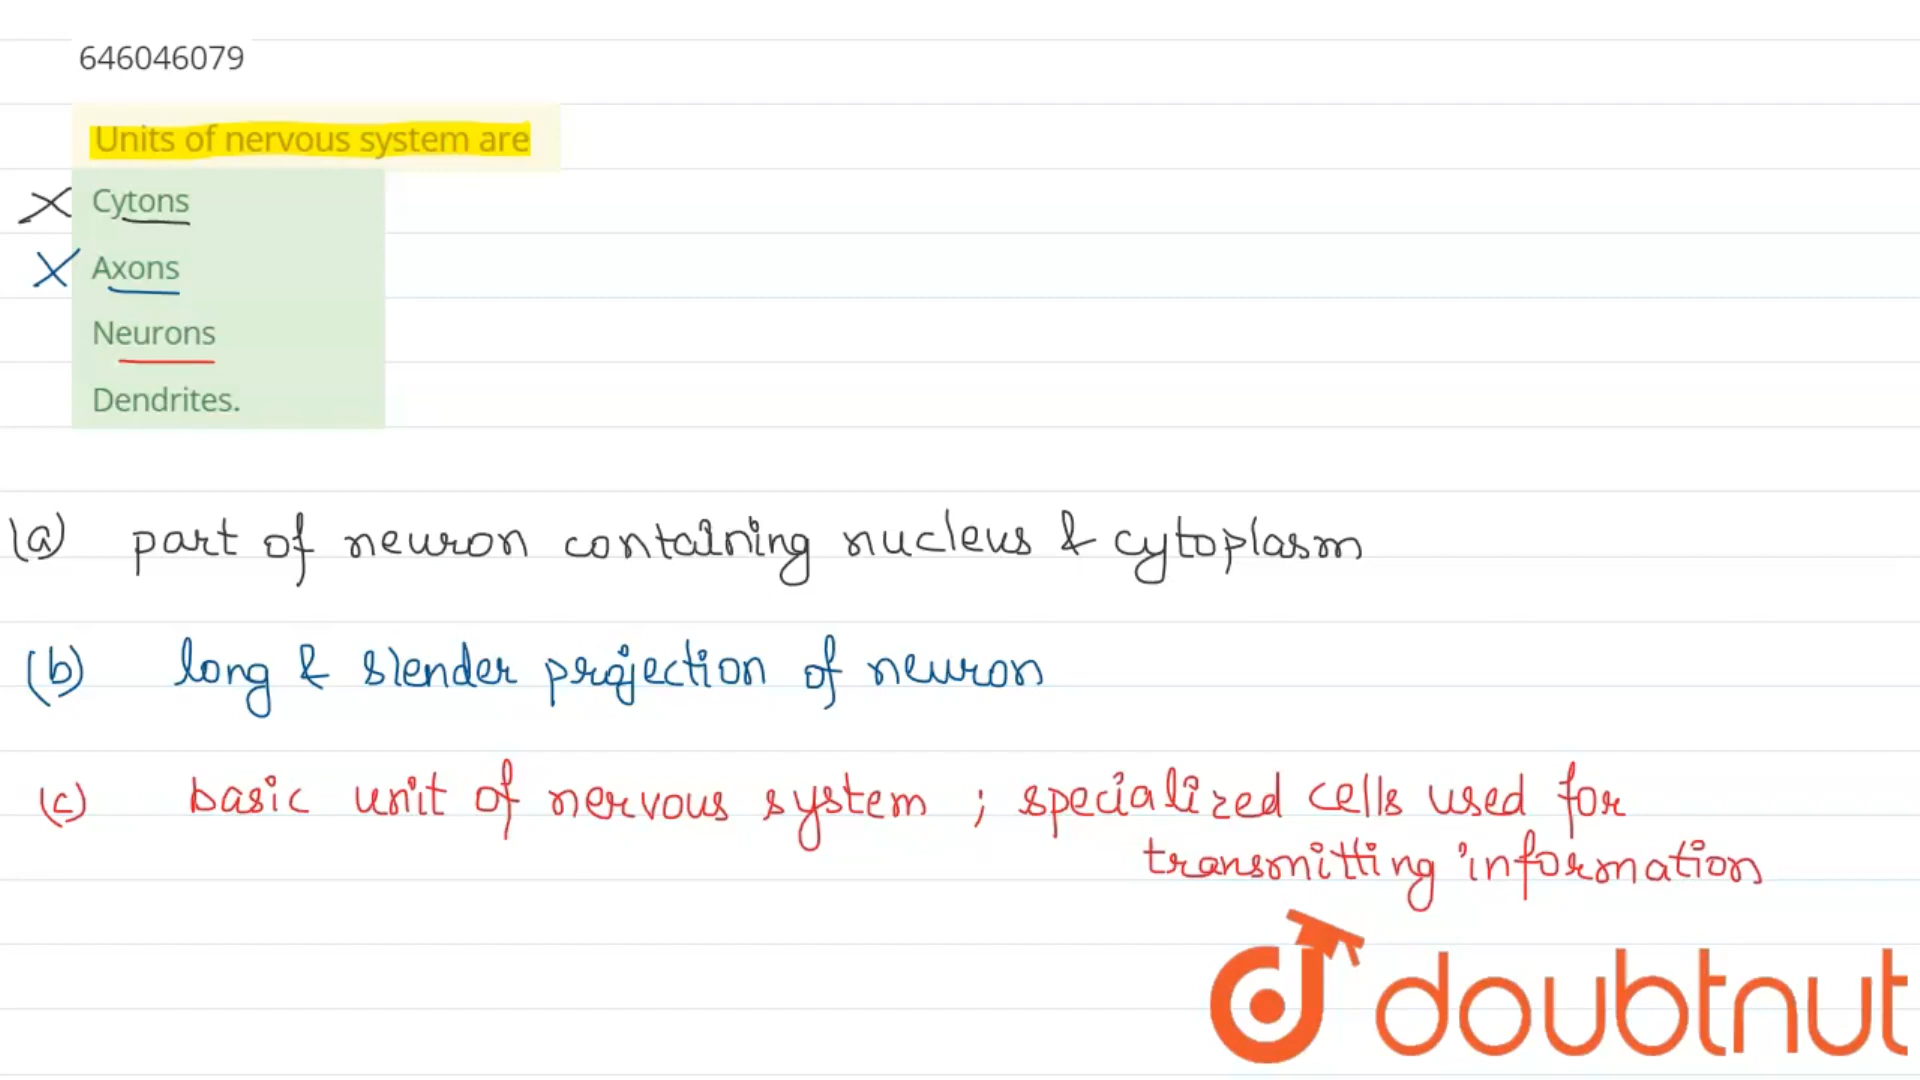 646046079
Units of nervous system are
Cytons
Axons
Neurons
Dendrites.
(a) part of neuron containing nucleus & cytoplasm
(b) long & slender projection of neuron
(c) basic unit of nervous system ; specialized cells used for
transmitting information
doubtnut